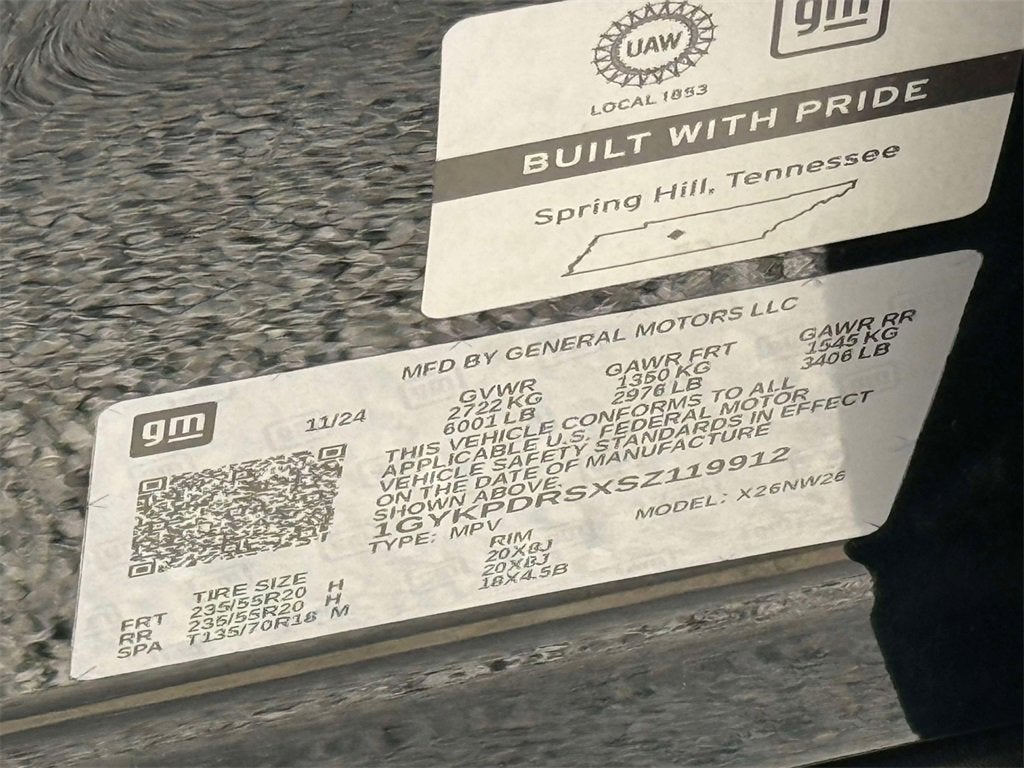 UAW
gm
LOCAL 1853
BUILT WITH PRIDE
Spring Hill, Tennessee
MFD BY GENERAL MOTORS LLC
gm
11/24
GVWR
2722 KG
6001 LB
GAWR FRT
1350 KG
2976 LB
GAWR RR
1545 KG
3406 LB
THIS VEHICLE CONFORMS TO ALL
APPLICABLE U.S. FEDERAL MOTOR
VEHICLE SAFETY STANDARDS IN EFFECT
ON THE DATE OF MANUFACTURE
SHOWN ABOVE.
1GYKPDRSXSZ119912
TYPE: MPV
MODEL: X26NW26
TIRE SIZE RIM
FRT 235/55R20 H 20X8J
RR 235/55R20 H 20X8J
SPA T135/70R18 M 18X4.5B